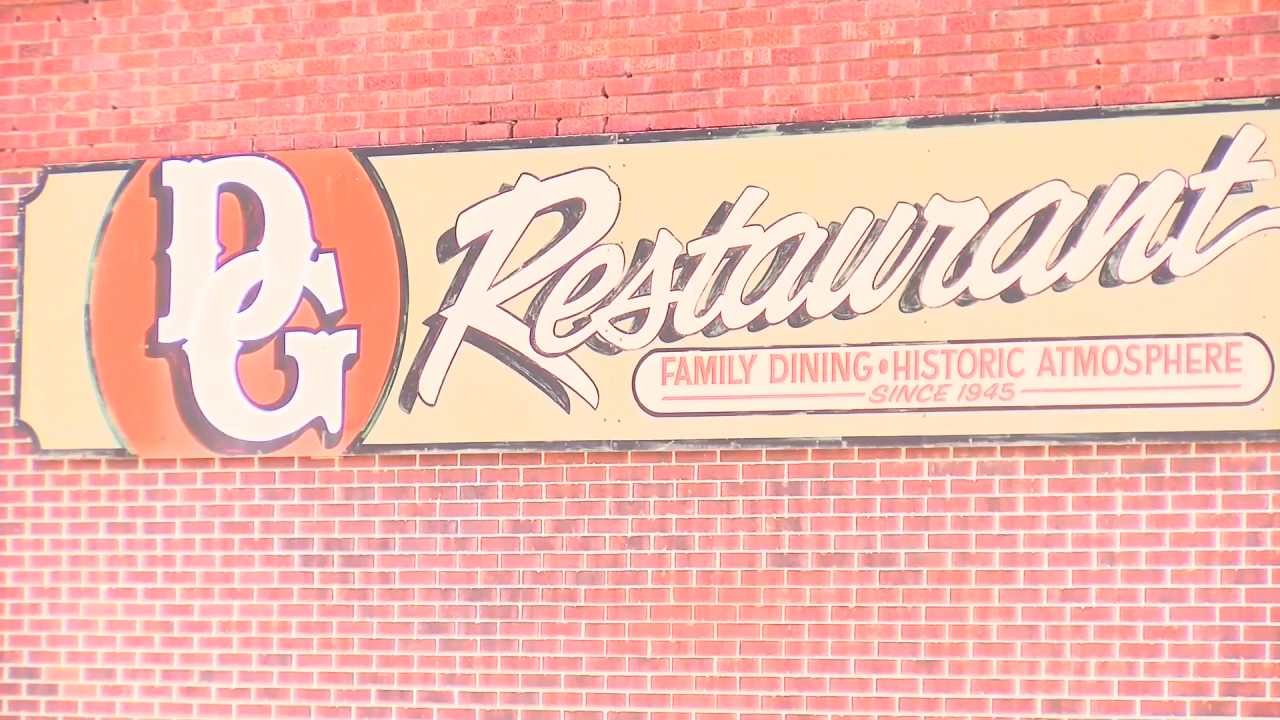 DG Restaurant
FAMILY DINING • HISTORIC ATMOSPHERE
SINCE 1945